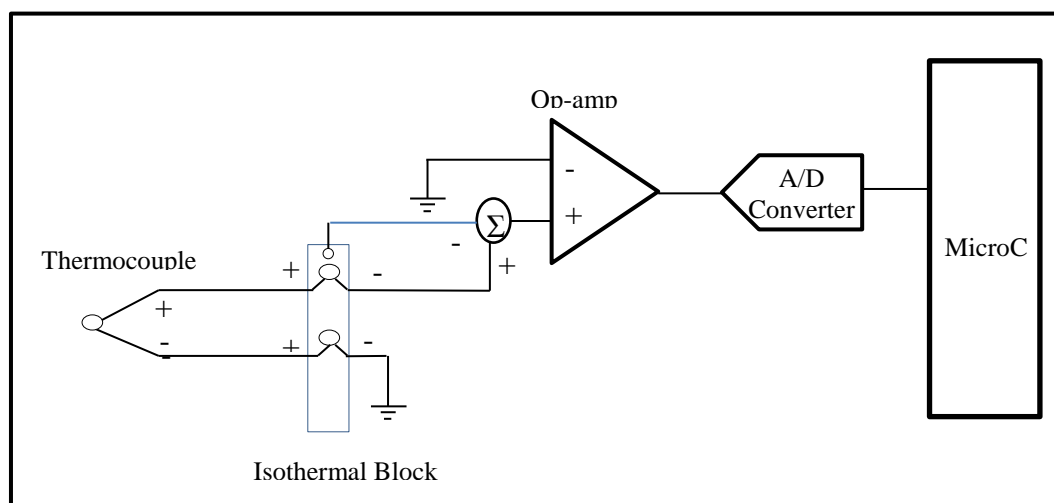 Op-amp
-
+
Σ
-
+
A/D
Converter
MicroC
Thermocouple
+
-
+
-
+
-
Isothermal Block